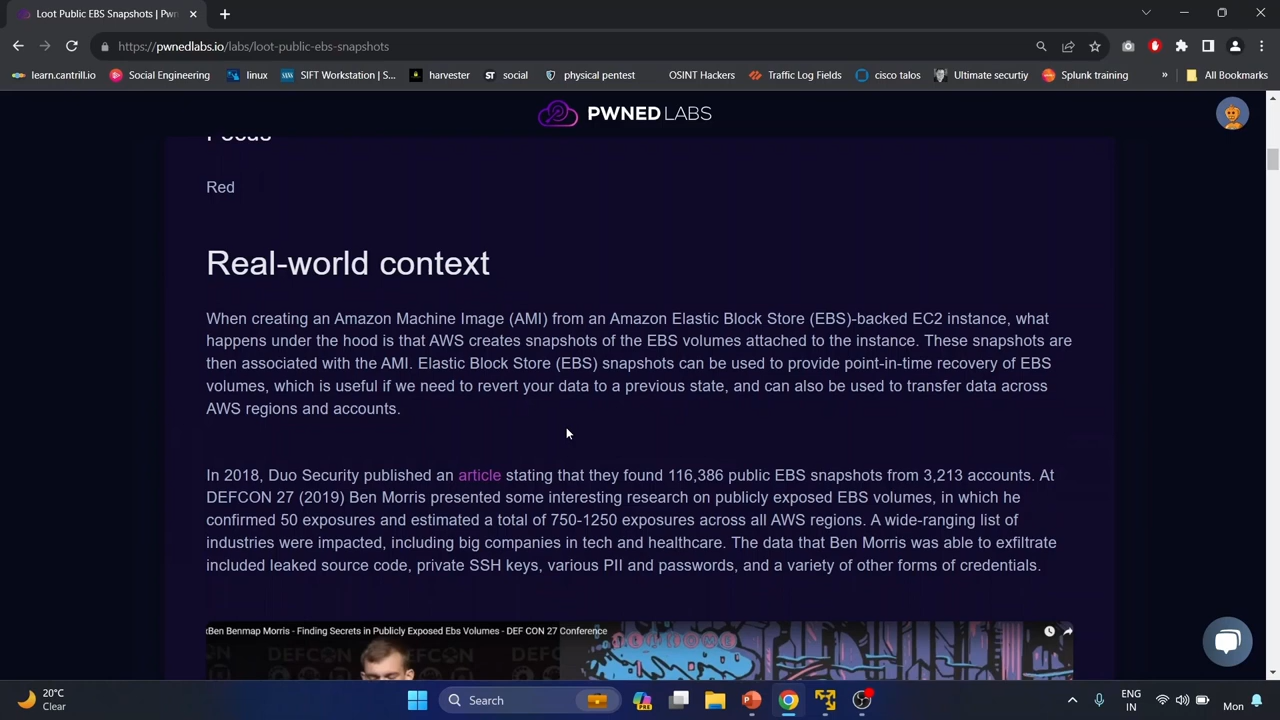 Loot Public EBS Snapshots | Pwn
https://pwnedlabs.io/labs/loot-public-ebs-snapshots
learn.cantrill.io
Social Engineering
linux
SIFT Workstation | S...
harvester
social
physical pentest
OSINT Hackers
Traffic Log Fields
cisco talos
Ultimate securtiy
Splunk training
»
All Bookmarks
PWNEDLABS
Focus
Red
Real-world context
When creating an Amazon Machine Image (AMI) from an Amazon Elastic Block Store (EBS)-backed EC2 instance, what
happens under the hood is that AWS creates snapshots of the EBS volumes attached to the instance. These snapshots are
then associated with the AMI. Elastic Block Store (EBS) snapshots can be used to provide point-in-time recovery of EBS
volumes, which is useful if we need to revert your data to a previous state, and can also be used to transfer data across
AWS regions and accounts.
In 2018, Duo Security published an article stating that they found 116,386 public EBS snapshots from 3,213 accounts. At
DEFCON 27 (2019) Ben Morris presented some interesting research on publicly exposed EBS volumes, in which he
confirmed 50 exposures and estimated a total of 750-1250 exposures across all AWS regions. A wide-ranging list of
industries were impacted, including big companies in tech and healthcare. The data that Ben Morris was able to exfiltrate
included leaked source code, private SSH keys, various PII and passwords, and a variety of other forms of credentials.
xBen Benmap Morris - Finding Secrets in Publicly Exposed Ebs Volumes - DEF CON 27 Conference
DEFCON
20°C
Clear
Search
ENG
IN
Mon